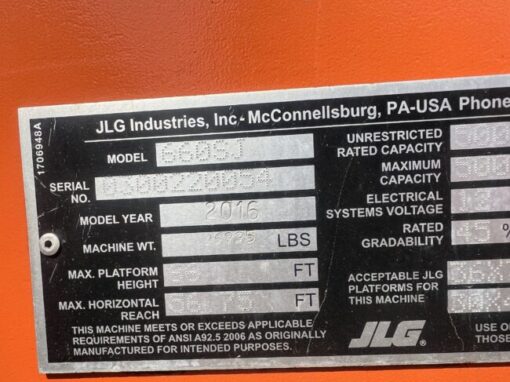 JLG Industries, Inc. - McConnellsburg, PA-USA Phone
1706948A
MODEL 660SJ
SERIAL NO.
MODEL YEAR 2016
MACHINE WT. LBS
MAX. PLATFORM HEIGHT FT
MAX. HORIZONTAL REACH FT
THIS MACHINE MEETS OR EXCEEDS APPLICABLE
REQUIREMENTS OF ANSI A92.5 2006 AS ORIGINALLY
MANUFACTURED FOR INTENDED PURPOSES.
UNRESTRICTED
RATED CAPACITY
MAXIMUM
CAPACITY
ELECTRICAL
SYSTEMS VOLTAGE
RATED
GRADABILITY 45 %
ACCEPTABLE JLG
PLATFORMS FOR
THIS MACHINE
JLG®
USE O
THOS